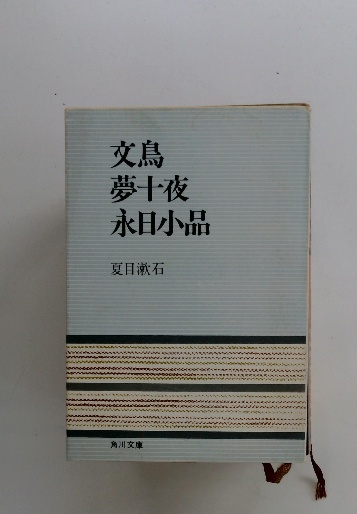 文鳥
夢十夜
永日小品
夏目漱石
角川文庫